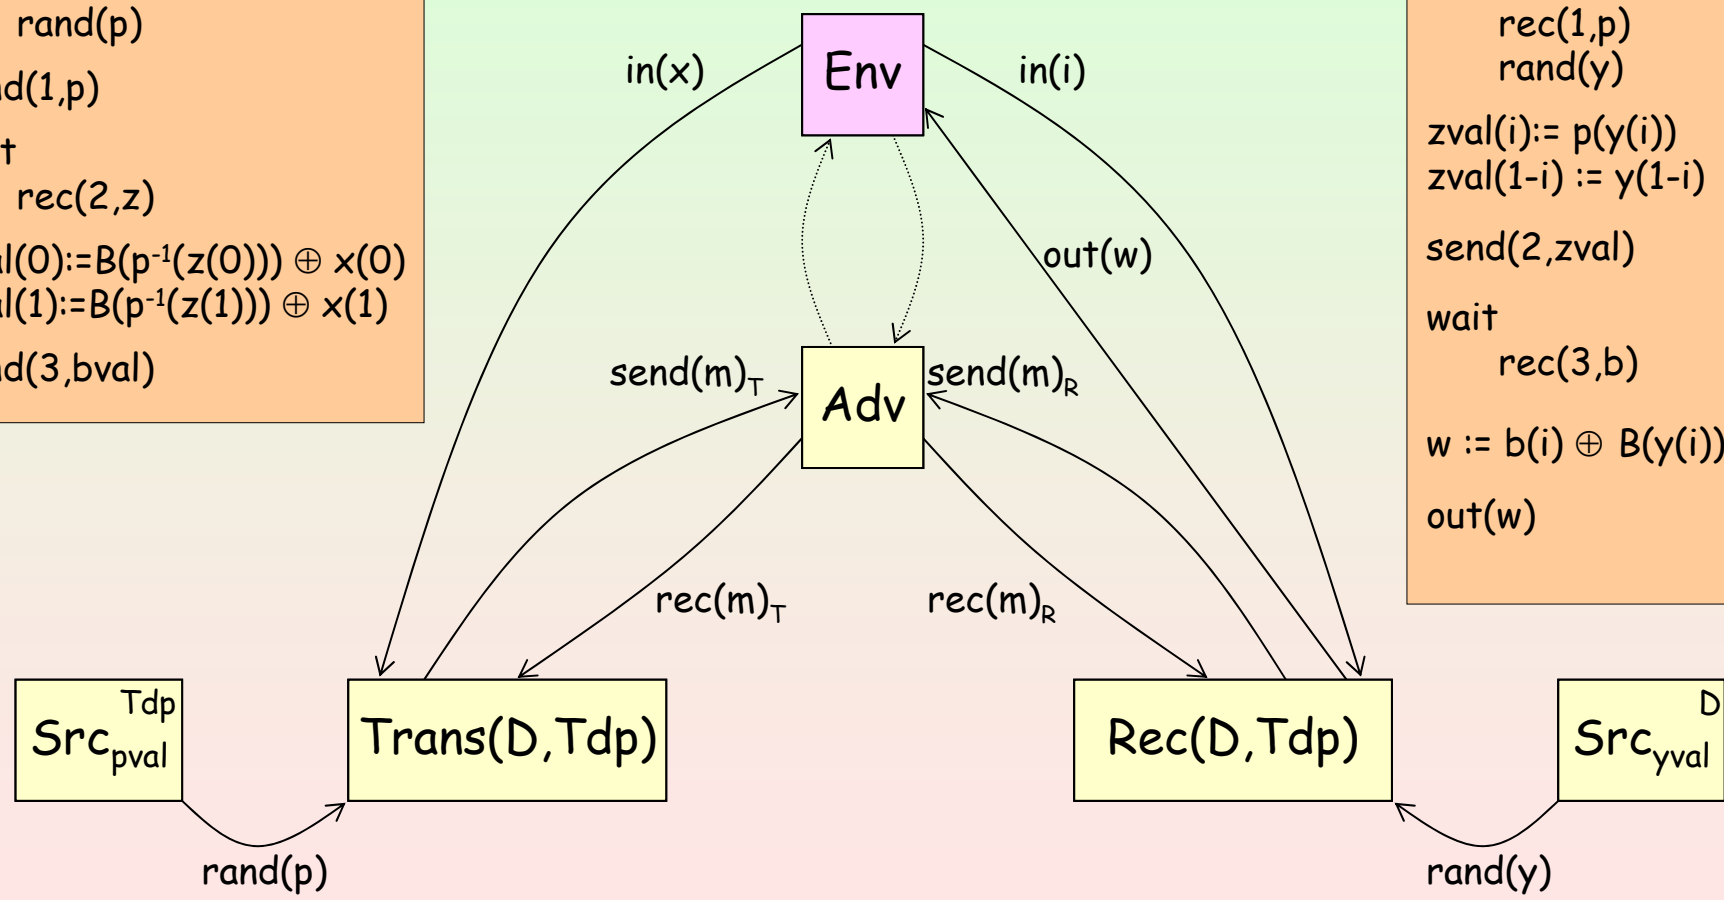 rand(p)
d(1,p)
t
rec(2,z)
l(0):=B(p⁻¹(z(0))) ⊕ x(0)
l(1):=B(p⁻¹(z(1))) ⊕ x(1)
d(3,bval)
in(x)
Env
in(i)
out(w)
send(m)T
Adv
send(m)R
rec(m)T
rec(m)R
rec(1,p)
rand(y)
zval(i):= p(y(i))
zval(1-i) := y(1-i)
send(2,zval)
wait
rec(3,b)
w := b(i) ⊕ B(y(i))
out(w)
Tdp
Srcpval
Trans(D,Tdp)
Rec(D,Tdp)
D
Srcyval
rand(p)
rand(y)